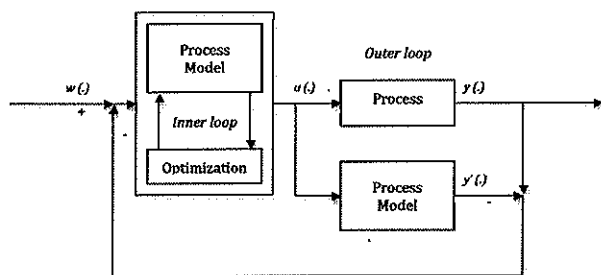 Process
Model
Outer loop
w(.)
u(.)
y(.)
+
Process
Inner loop
-
-
Optimization
Process
Model
y'(.)